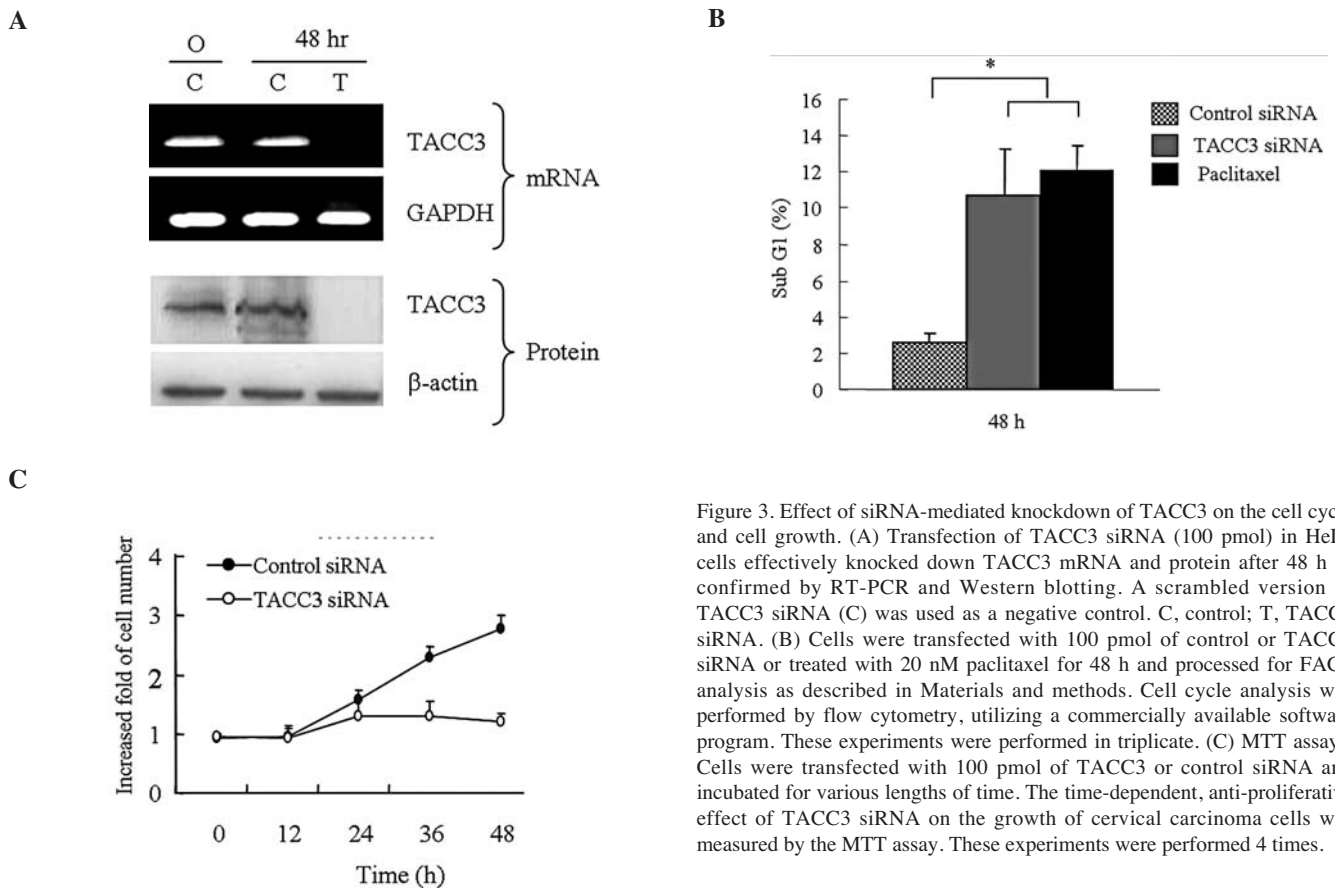 A
O
48 hr
C
C
T
TACC3
GAPDH
mRNA
TACC3
β-actin
Protein
B
*
16
14
12
10
8
6
4
2
0
Sub G1 (%)
48 h
Control siRNA
TACC3 siRNA
Paclitaxel
C
4
3
2
1
0
Increased fold of cell number
Control siRNA
TACC3 siRNA
0 12 24 36 48
Time (h)
Figure 3. Effect of siRNA-mediated knockdown of TACC3 on the cell cycl
and cell growth. (A) Transfection of TACC3 siRNA (100 pmol) in HeL
cells effectively knocked down TACC3 mRNA and protein after 48 h
confirmed by RT-PCR and Western blotting. A scrambled version
TACC3 siRNA (C) was used as a negative control. C, control; T, TACC
siRNA. (B) Cells were transfected with 100 pmol of control or TACC
siRNA or treated with 20 nM paclitaxel for 48 h and processed for FAC
analysis as described in Materials and methods. Cell cycle analysis w
performed by flow cytometry, utilizing a commercially available softwa
program. These experiments were performed in triplicate. (C) MTT assay
Cells were transfected with 100 pmol of TACC3 or control siRNA an
incubated for various lengths of time. The time-dependent, anti-proliferativ
effect of TACC3 siRNA on the growth of cervical carcinoma cells w
measured by the MTT assay. These experiments were performed 4 times.